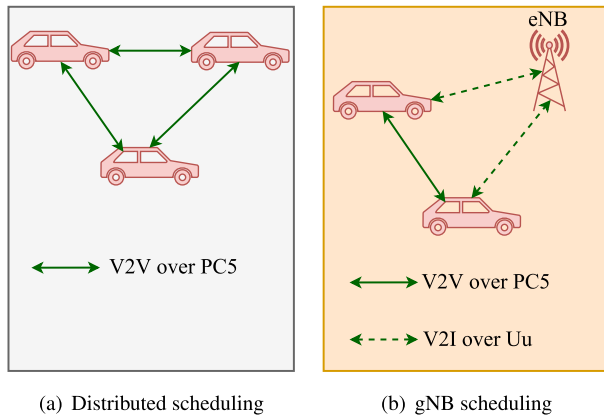 V2V over PC5
(a) Distributed scheduling
eNB
V2V over PC5
V2I over Uu
(b) gNB scheduling